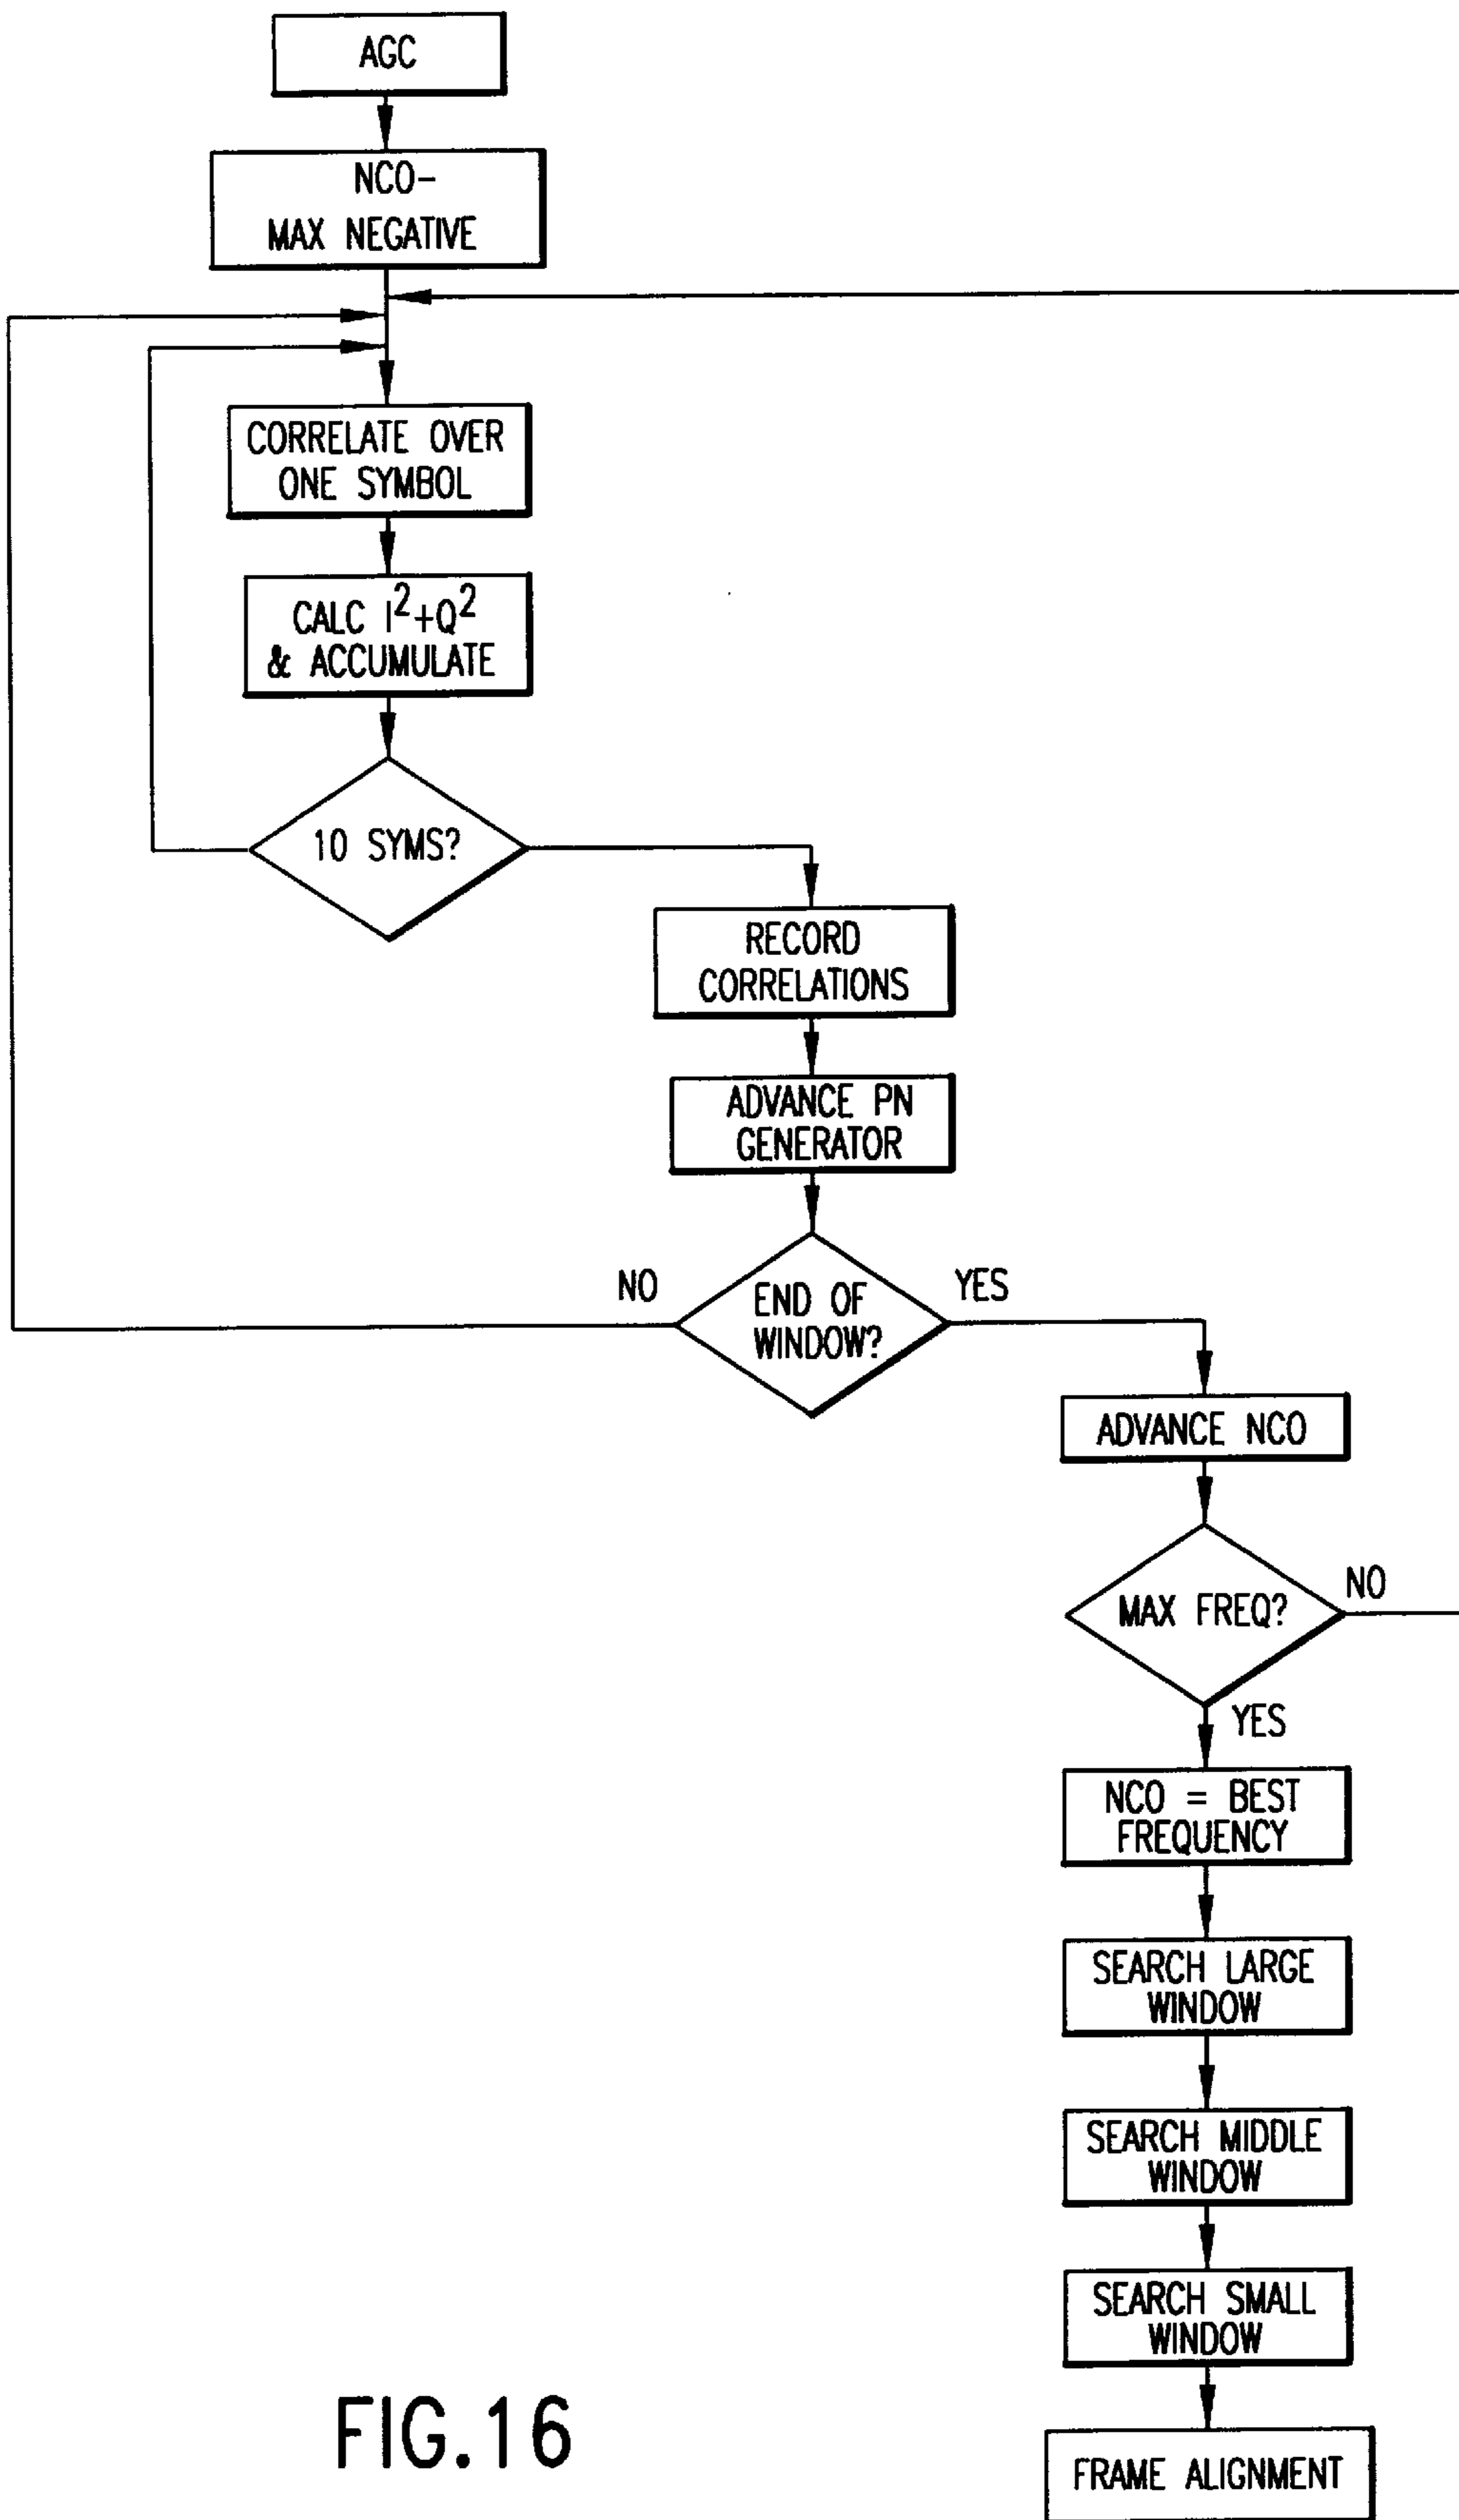 AGC
NCO-
MAX NEGATIVE
CORRELATE OVER
ONE SYMBOL
CALC I²+Q²
& ACCUMULATE
10 SYMS?
RECORD
CORRELATIONS
ADVANCE PN
GENERATOR
NO
END OF
WINDOW?
YES
ADVANCE NCO
MAX FREQ?
NO
YES
NCO = BEST
FREQUENCY
SEARCH LARGE
WINDOW
SEARCH MIDDLE
WINDOW
SEARCH SMALL
WINDOW
FRAME ALIGNMENT
FIG.16